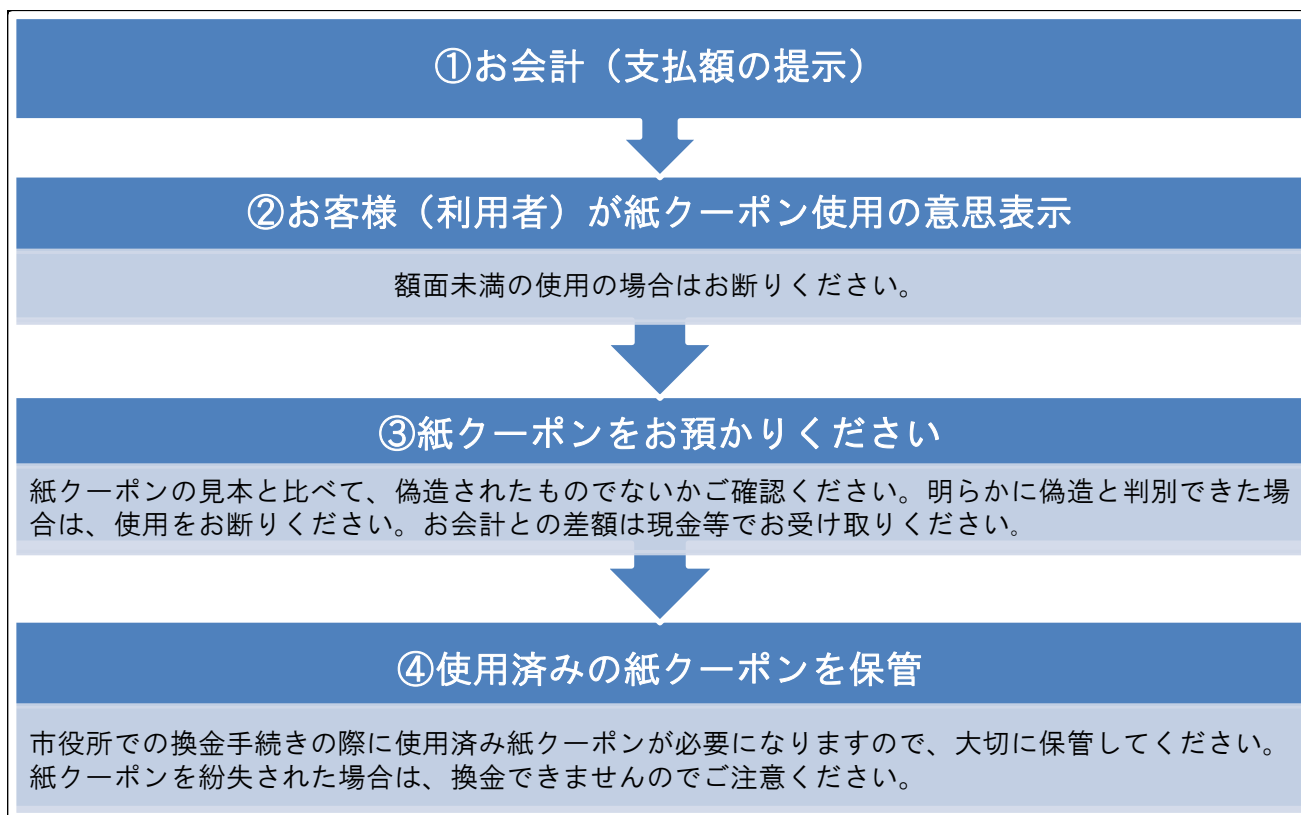 ①お会計（支払額の提示）
②お客様（利用者）が紙クーポン使用の意思表示
額面未満の使用の場合はお断りください。
③紙クーポンをお預かりください
紙クーポンの見本と比べて、偽造されたものでないかご確認ください。明らかに偽造と判別できた場
合は、使用をお断りください。お会計との差額は現金等でお受け取りください。
④使用済みの紙クーポンを保管
市役所での換金手続きの際に使用済み紙クーポンが必要になりますので、大切に保管してください。
紙クーポンを紛失された場合は、換金できませんのでご注意ください。